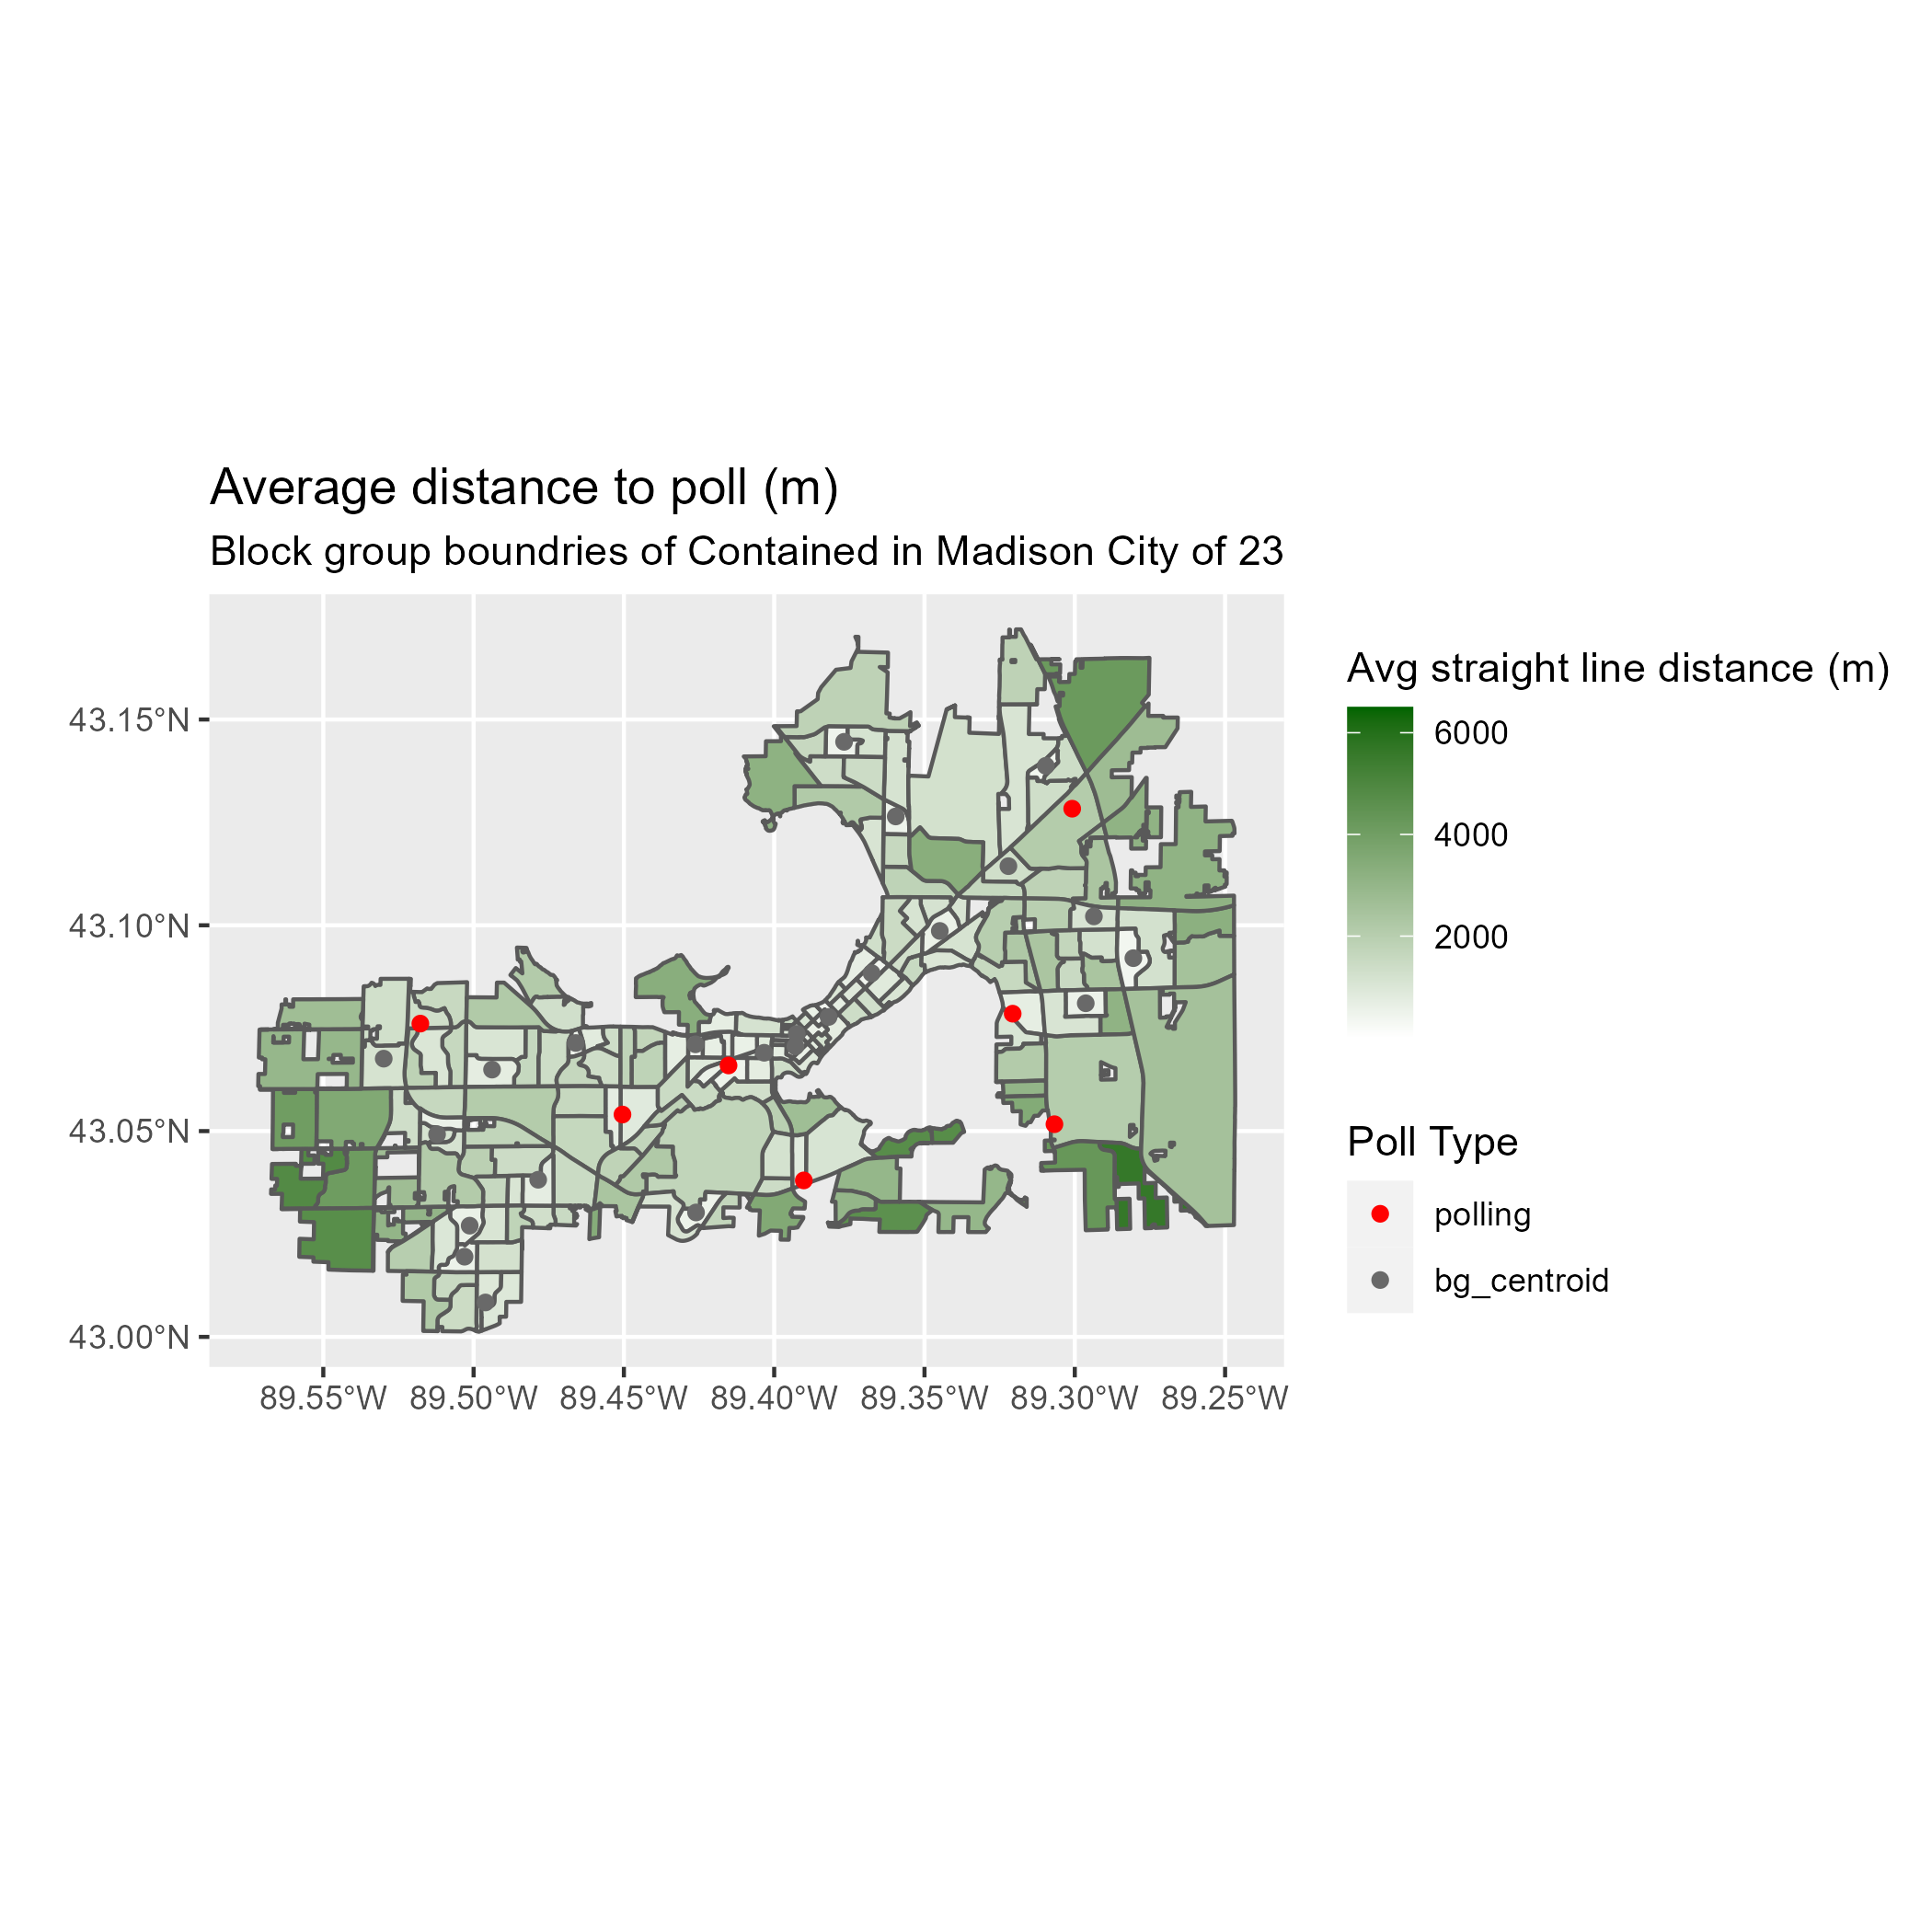 Average distance to poll (m)
Block group boundries of Contained in Madison City of 23
43.15°N
43.10°N
43.05°N
43.00°N
89.55°W 89.50°W 89.45°W 89.40°W 89.35°W 89.30°W 89.25°W
Avg straight line distance (m)
6000
4000
2000
Poll Type
polling
bg_centroid